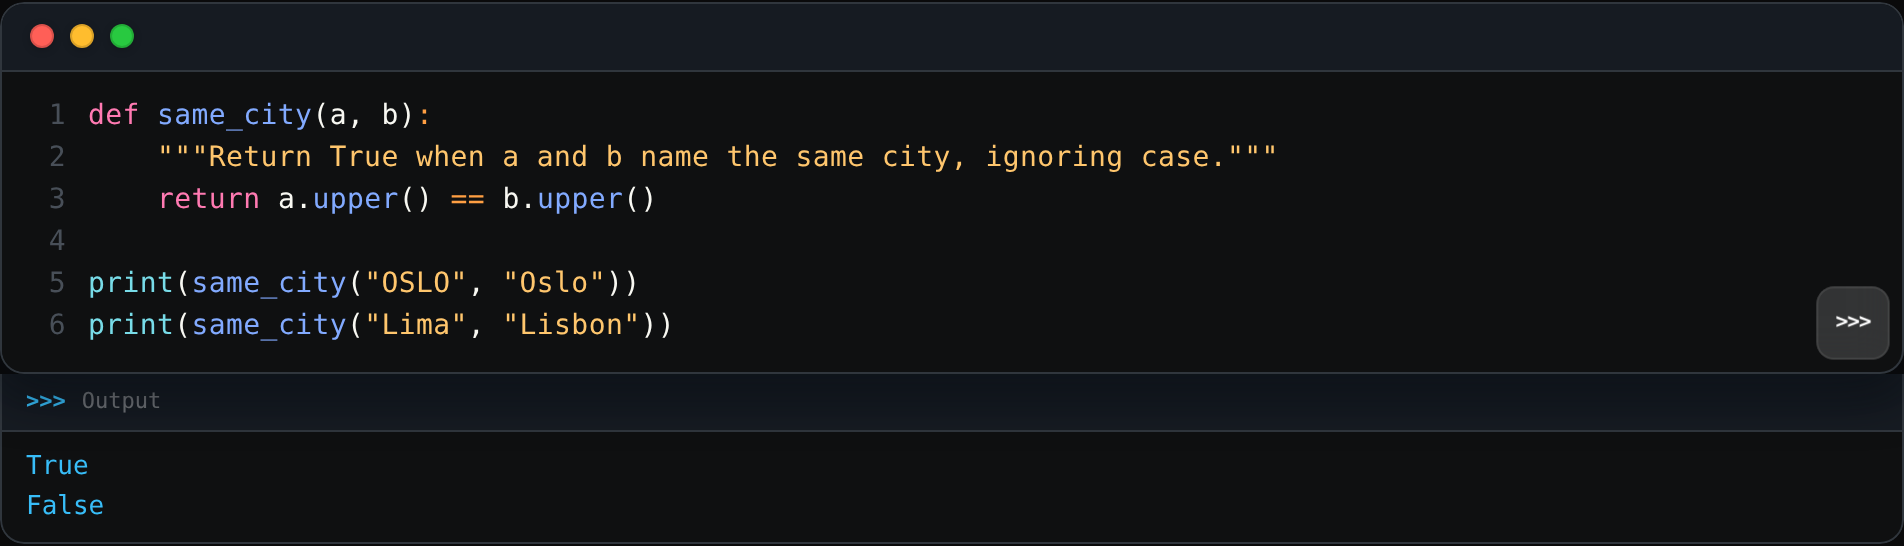 1 def same_city(a, b):
2     """Return True when a and b name the same city, ignoring case."""
3     return a.upper() == b.upper()
4
5 print(same_city("OSLO", "Oslo"))
6 print(same_city("Lima", "Lisbon"))
>>>
>>> Output
True
False